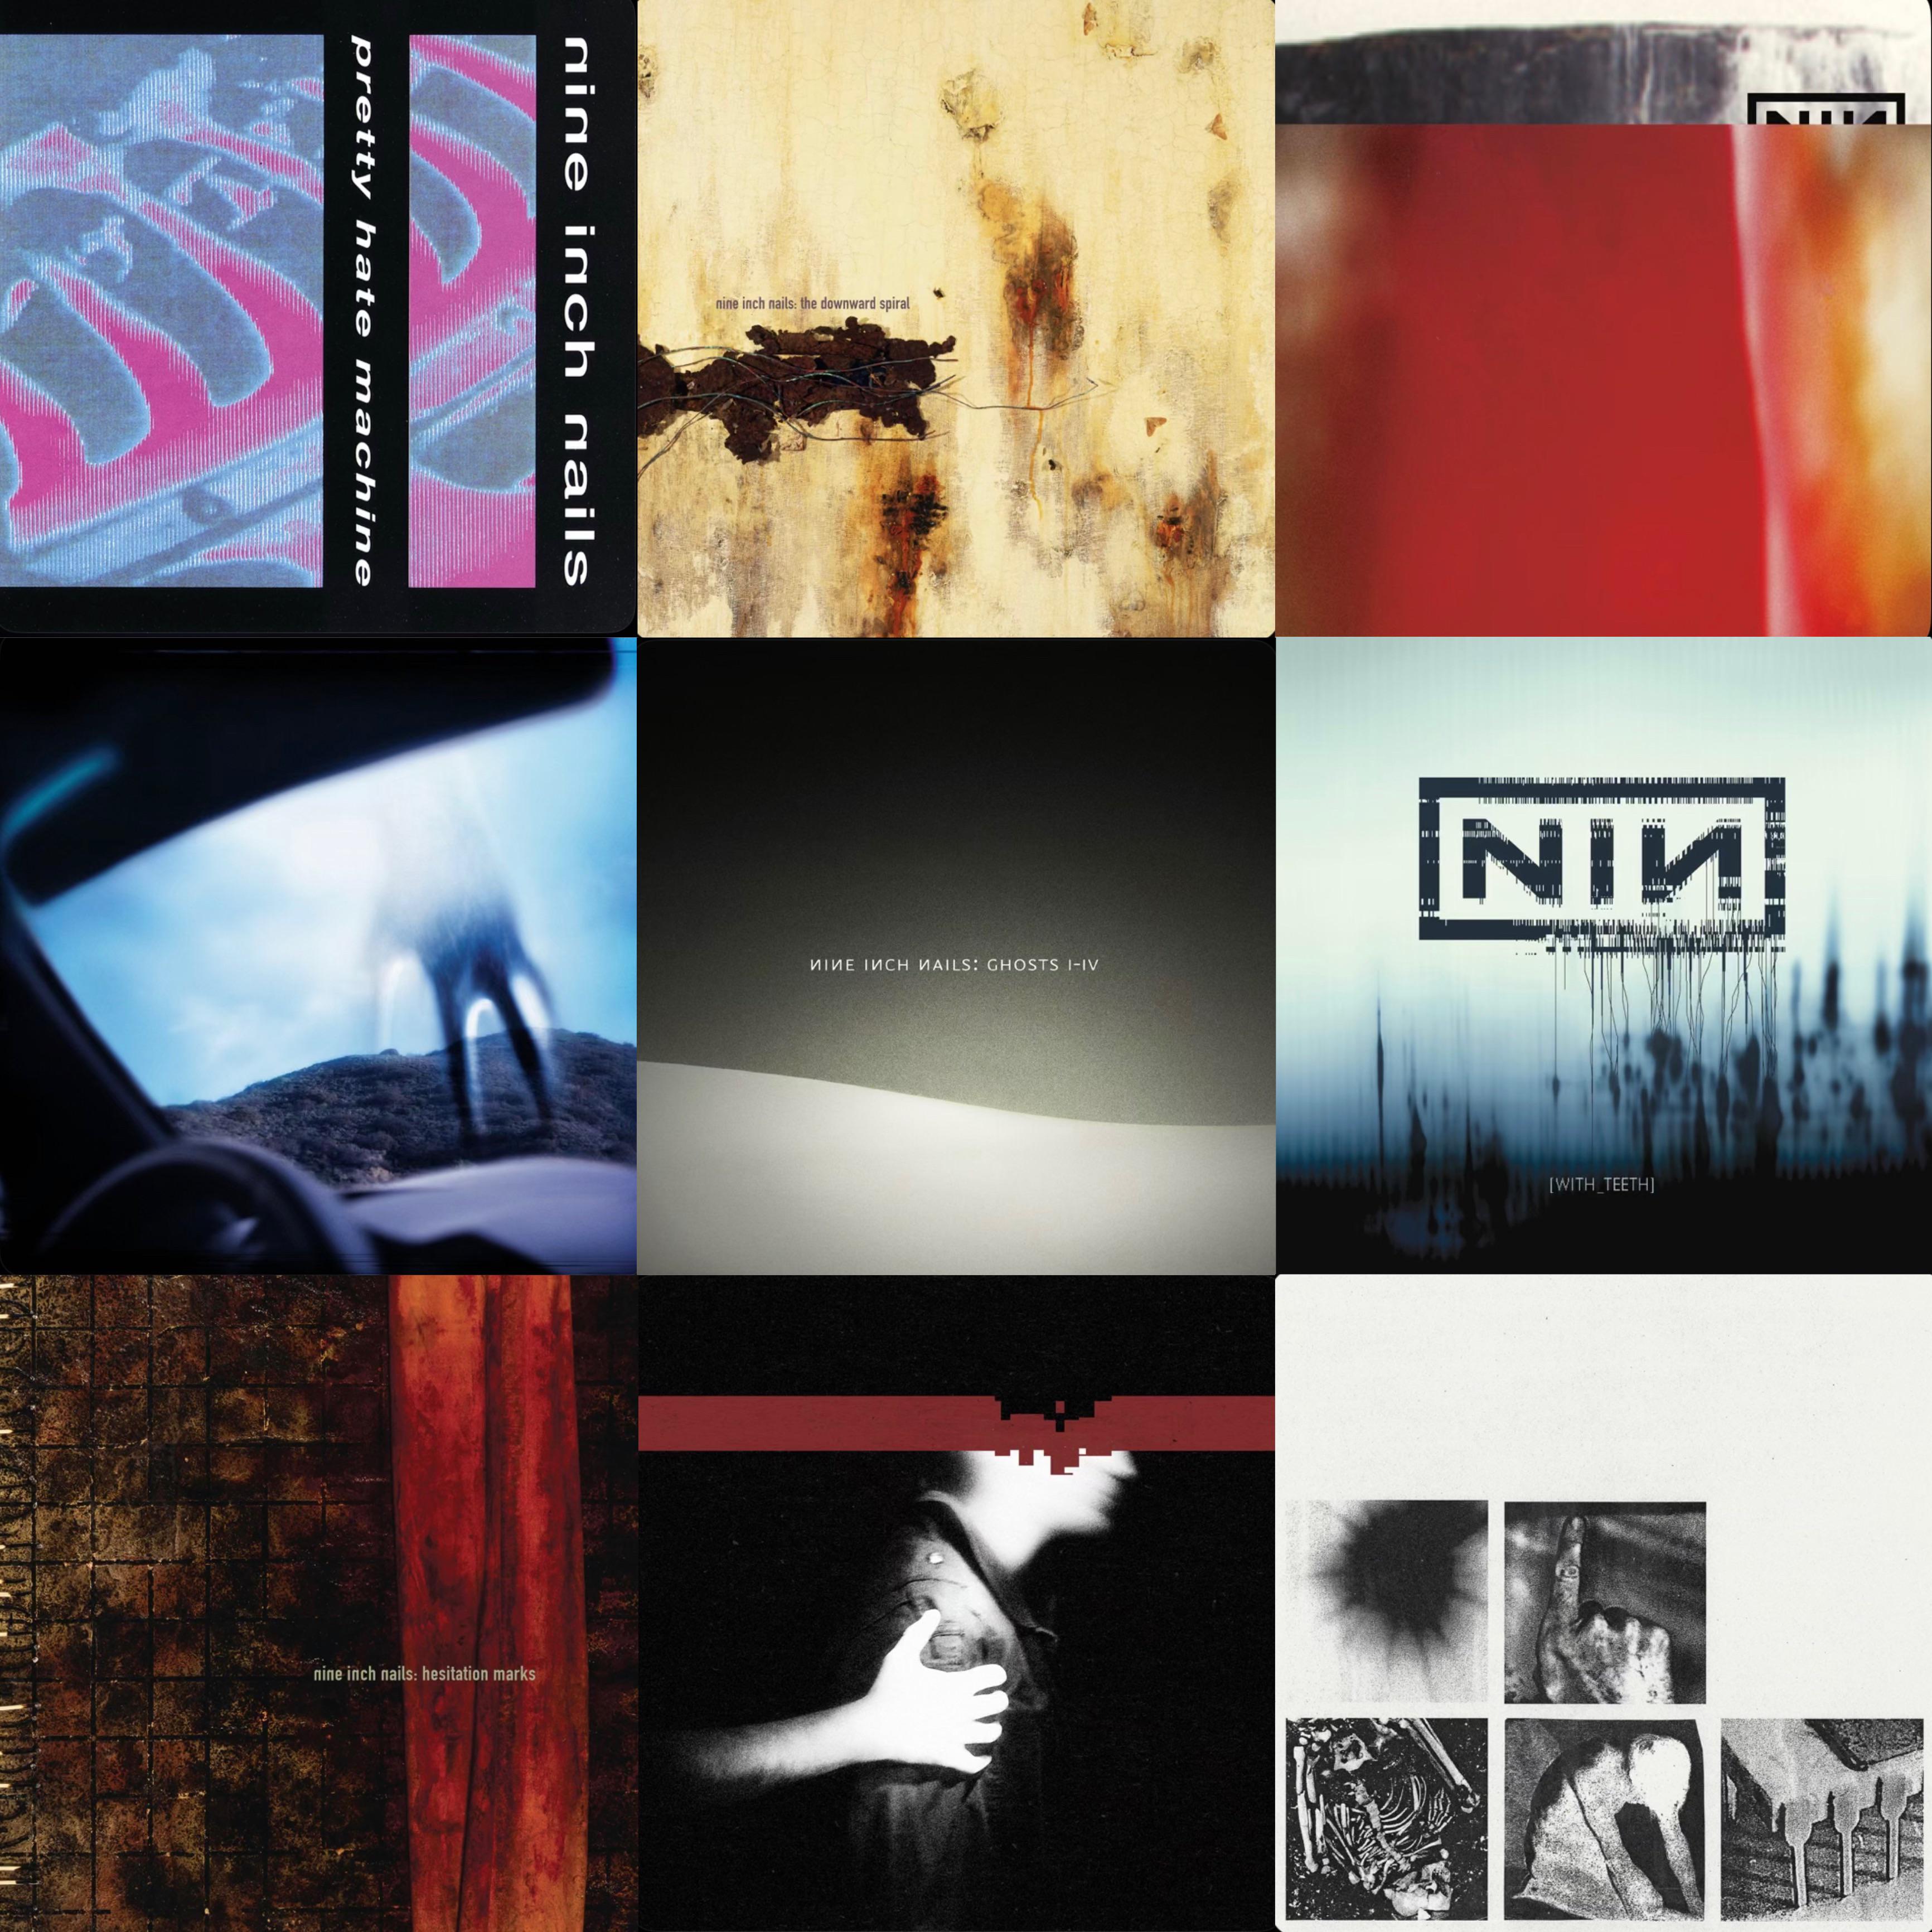 nine inch nails
pretty hate machine
nine inch nails: the downward spiral
NIN
NINE INCH NAILS: GHOSTS I-IV
NIN
[WITH_TEETH]
nine inch nails: hesitation marks